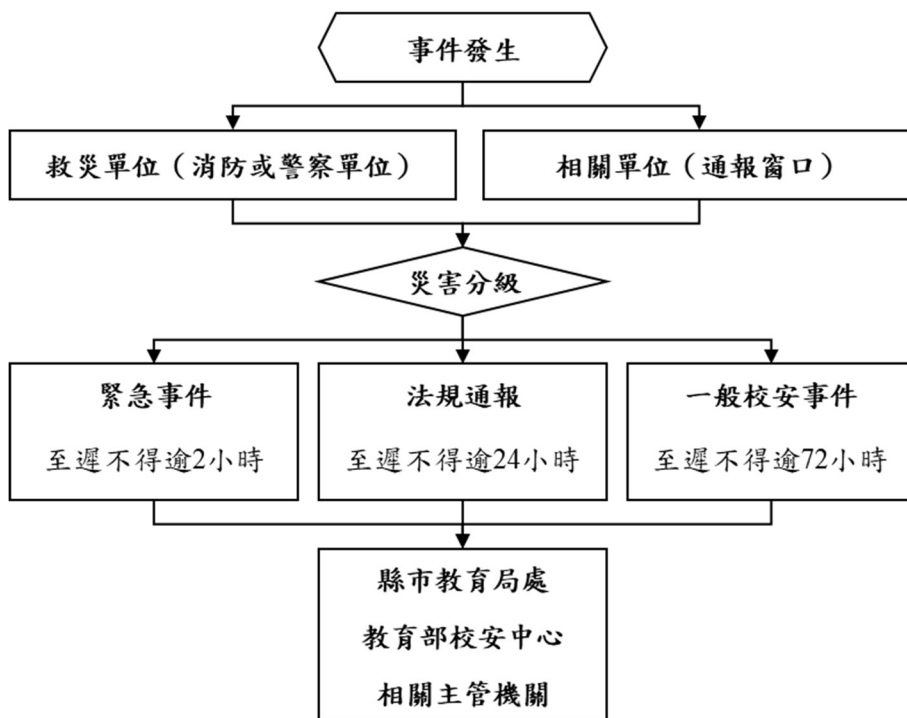 事件發生
救災單位（消防或警察單位）
相關單位（通報窗口）
災害分級
緊急事件
至遲不得逾2小時
法規通報
至遲不得逾24小時
一般校安事件
至遲不得逾72小時
縣市教育局處
教育部校安中心
相關主管機關